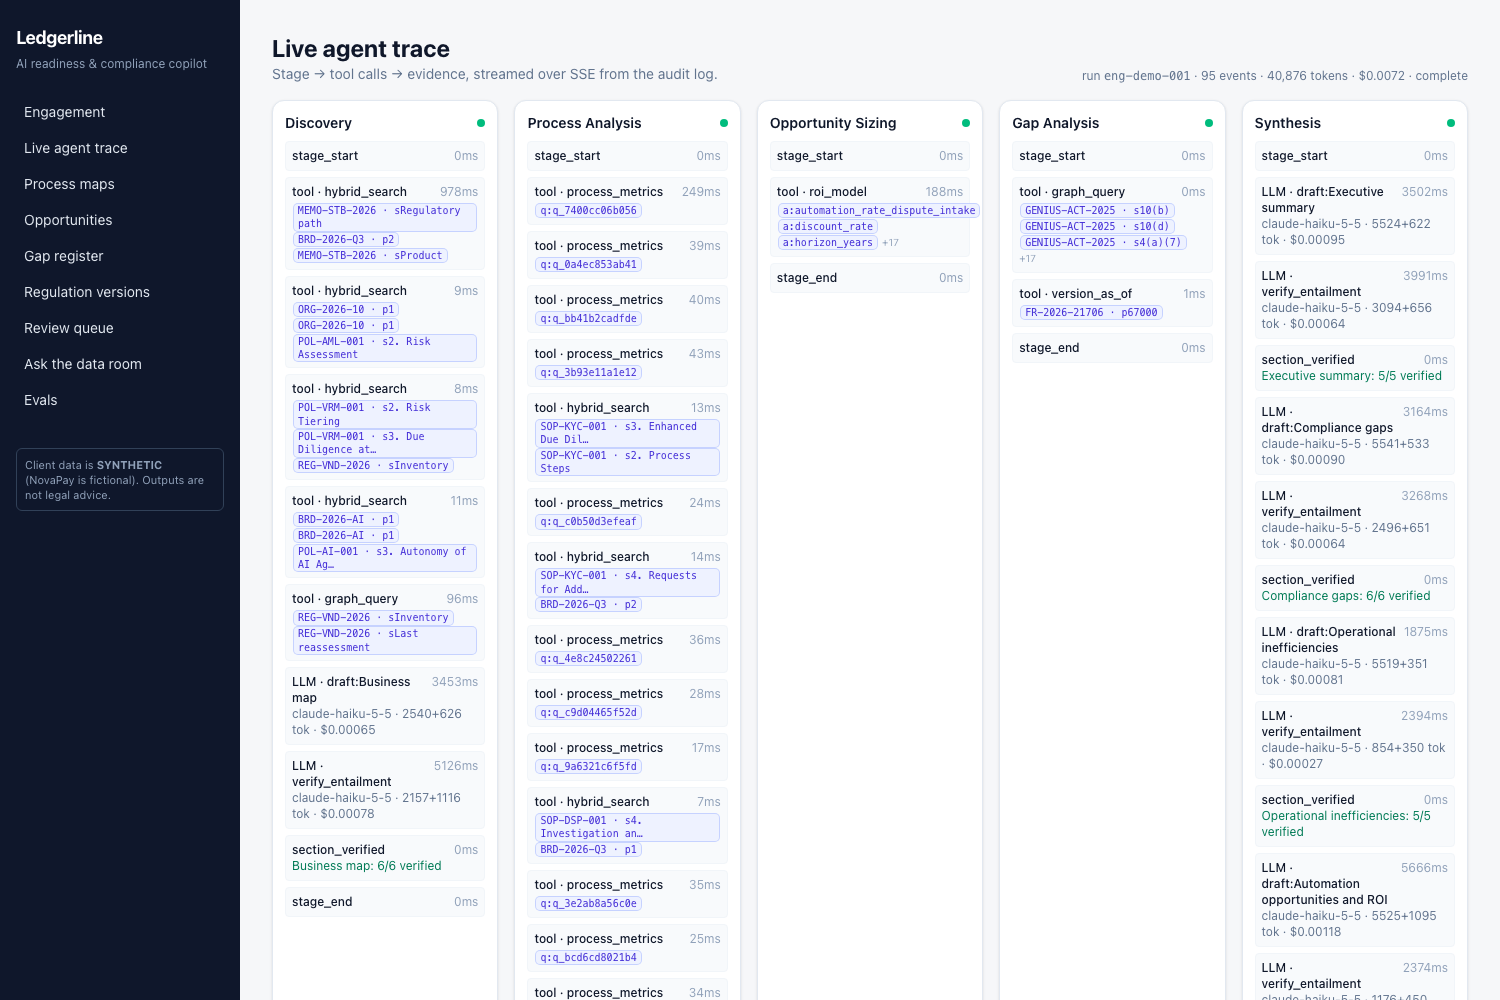 Ledgerline
AI readiness & compliance copilot
Engagement
Live agent trace
Process maps
Opportunities
Gap register
Regulation versions
Review queue
Ask the data room
Evals
Client data is SYNTHETIC
(NovaPay is fictional). Outputs are
not legal advice.
Live agent trace
Stage → tool calls → evidence, streamed over SSE from the audit log.
run eng-demo-001 · 95 events · 40,876 tokens · $0.0072 · complete
Discovery
stage_start 0ms
tool · hybrid_search 978ms
MEMO-STB-2026 · sRegulatory
path
BRD-2026-Q3 · p2
MEMO-STB-2026 · sProduct
tool · hybrid_search 9ms
ORG-2026-10 · p1
ORG-2026-10 · p1
POL-AML-001 · s2. Risk
Assessment
tool · hybrid_search 8ms
POL-VRM-001 · s2. Risk
Tiering
POL-VRM-001 · s3. Due
Diligence at…
REG-VND-2026 · sInventory
tool · hybrid_search 11ms
BRD-2026-AI · p1
BRD-2026-AI · p1
POL-AI-001 · s3. Autonomy of
AI Ag…
tool · graph_query 96ms
REG-VND-2026 · sInventory
REG-VND-2026 · sLast
reassessment
LLM · draft:Business 3453ms
map
claude-haiku-5-5 · 2540+626
tok · $0.00065
LLM · 5126ms
verify_entailment
claude-haiku-5-5 · 2157+1116
tok · $0.00078
section_verified 0ms
Business map: 6/6 verified
stage_end 0ms
Process Analysis
stage_start 0ms
tool · process_metrics 249ms
q:q_7400cc06b056
tool · process_metrics 39ms
q:q_0a4ec853ab41
tool · process_metrics 40ms
q:q_bb41b2cadfde
tool · process_metrics 43ms
q:q_3b93e11a1e12
tool · hybrid_search 13ms
SOP-KYC-001 · s3. Enhanced
Due Dil…
SOP-KYC-001 · s2. Process
Steps
tool · process_metrics 24ms
q:q_c0b50d3efeaf
tool · hybrid_search 14ms
SOP-KYC-001 · s4. Requests
for Add…
BRD-2026-Q3 · p2
tool · process_metrics 36ms
q:q_4e8c24502261
tool · process_metrics 28ms
q:q_c9d04465f52d
tool · process_metrics 17ms
q:q_9a6321c6f5fd
tool · hybrid_search 7ms
SOP-DSP-001 · s4.
Investigation an…
BRD-2026-Q3 · p1
tool · process_metrics 35ms
q:q_3e2ab8a56c0e
tool · process_metrics 25ms
q:q_bcd6cd8021b4
tool · process_metrics 34ms
Opportunity Sizing
stage_start 0ms
tool · roi_model 188ms
a:automation_rate_dispute_intake
a:discount_rate
a:horizon_years +17
stage_end 0ms
Gap Analysis
stage_start 0ms
tool · graph_query 0ms
GENIUS-ACT-2025 · s10(b)
GENIUS-ACT-2025 · s10(d)
GENIUS-ACT-2025 · s4(a)(7)
+17
tool · version_as_of 1ms
FR-2026-21706 · p67000
stage_end 0ms
Synthesis
stage_start 0ms
LLM · draft:Executive 3502ms
summary
claude-haiku-5-5 · 5524+622
tok · $0.00095
LLM · 3991ms
verify_entailment
claude-haiku-5-5 · 3094+656
tok · $0.00064
section_verified 0ms
Executive summary: 5/5 verified
LLM · 3164ms
draft:Compliance gaps
claude-haiku-5-5 · 5541+533
tok · $0.00090
LLM · 3268ms
verify_entailment
claude-haiku-5-5 · 2496+651
tok · $0.00064
section_verified 0ms
Compliance gaps: 6/6 verified
LLM · draft:Operational 1875ms
inefficiencies
claude-haiku-5-5 · 5519+351
tok · $0.00081
LLM · 2394ms
verify_entailment
claude-haiku-5-5 · 854+350 tok
· $0.00027
section_verified 0ms
Operational inefficiencies: 5/5
verified
LLM · 5666ms
draft:Automation
opportunities and ROI
claude-haiku-5-5 · 5525+1095
tok · $0.00118
LLM · 2374ms
verify_entailment
claude-haiku-5-5 · 1176+450